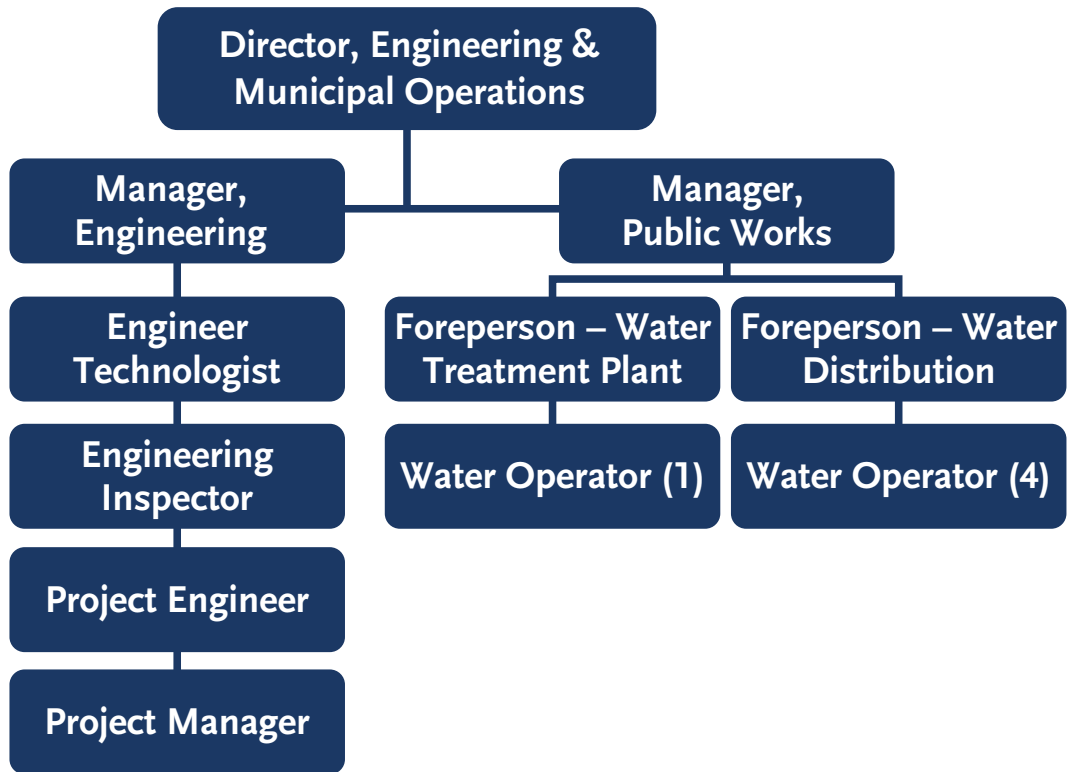 Director, Engineering &
Municipal Operations
Manager,
Engineering
Manager,
Public Works
Engineer
Technologist
Foreperson – Water
Treatment Plant
Foreperson – Water
Distribution
Engineering
Inspector
Water Operator (1)
Water Operator (4)
Project Engineer
Project Manager